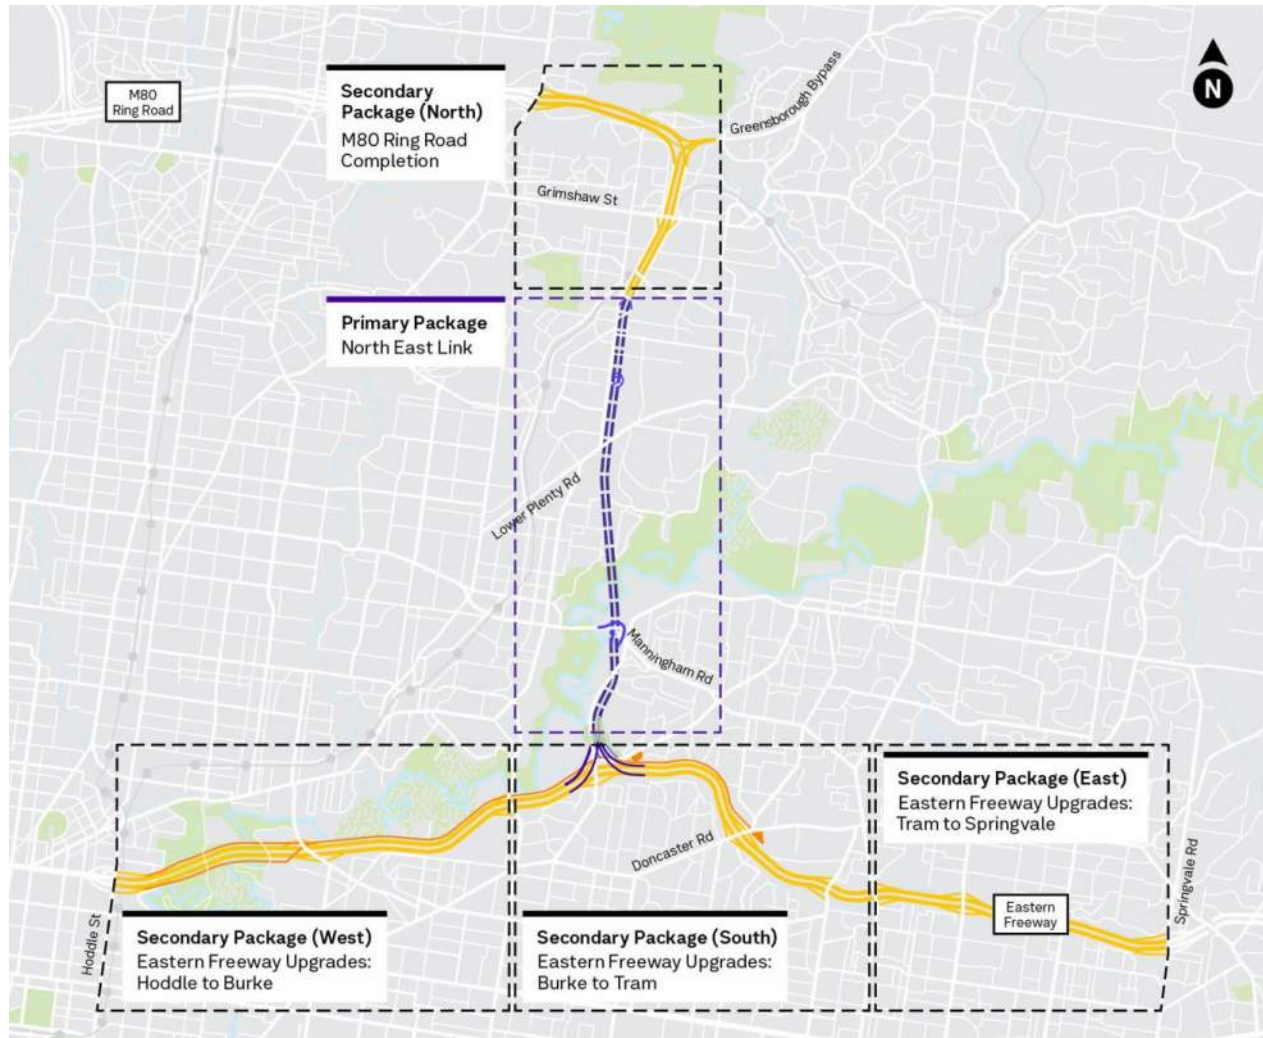 M80
Ring Road
Secondary
Package (North)
M80 Ring Road
Completion
Greensborough Bypass
N
Grimshaw St
Primary Package
North East Link
Lower Plenty Rd
Manningham Rd
Secondary Package (East)
Eastern Freeway Upgrades:
Tram to Springvale
Doncaster Rd
Springvale Rd
Eastern
Freeway
Hoddle St
Secondary Package (West)
Eastern Freeway Upgrades:
Hoddle to Burke
Secondary Package (South)
Eastern Freeway Upgrades:
Burke to Tram